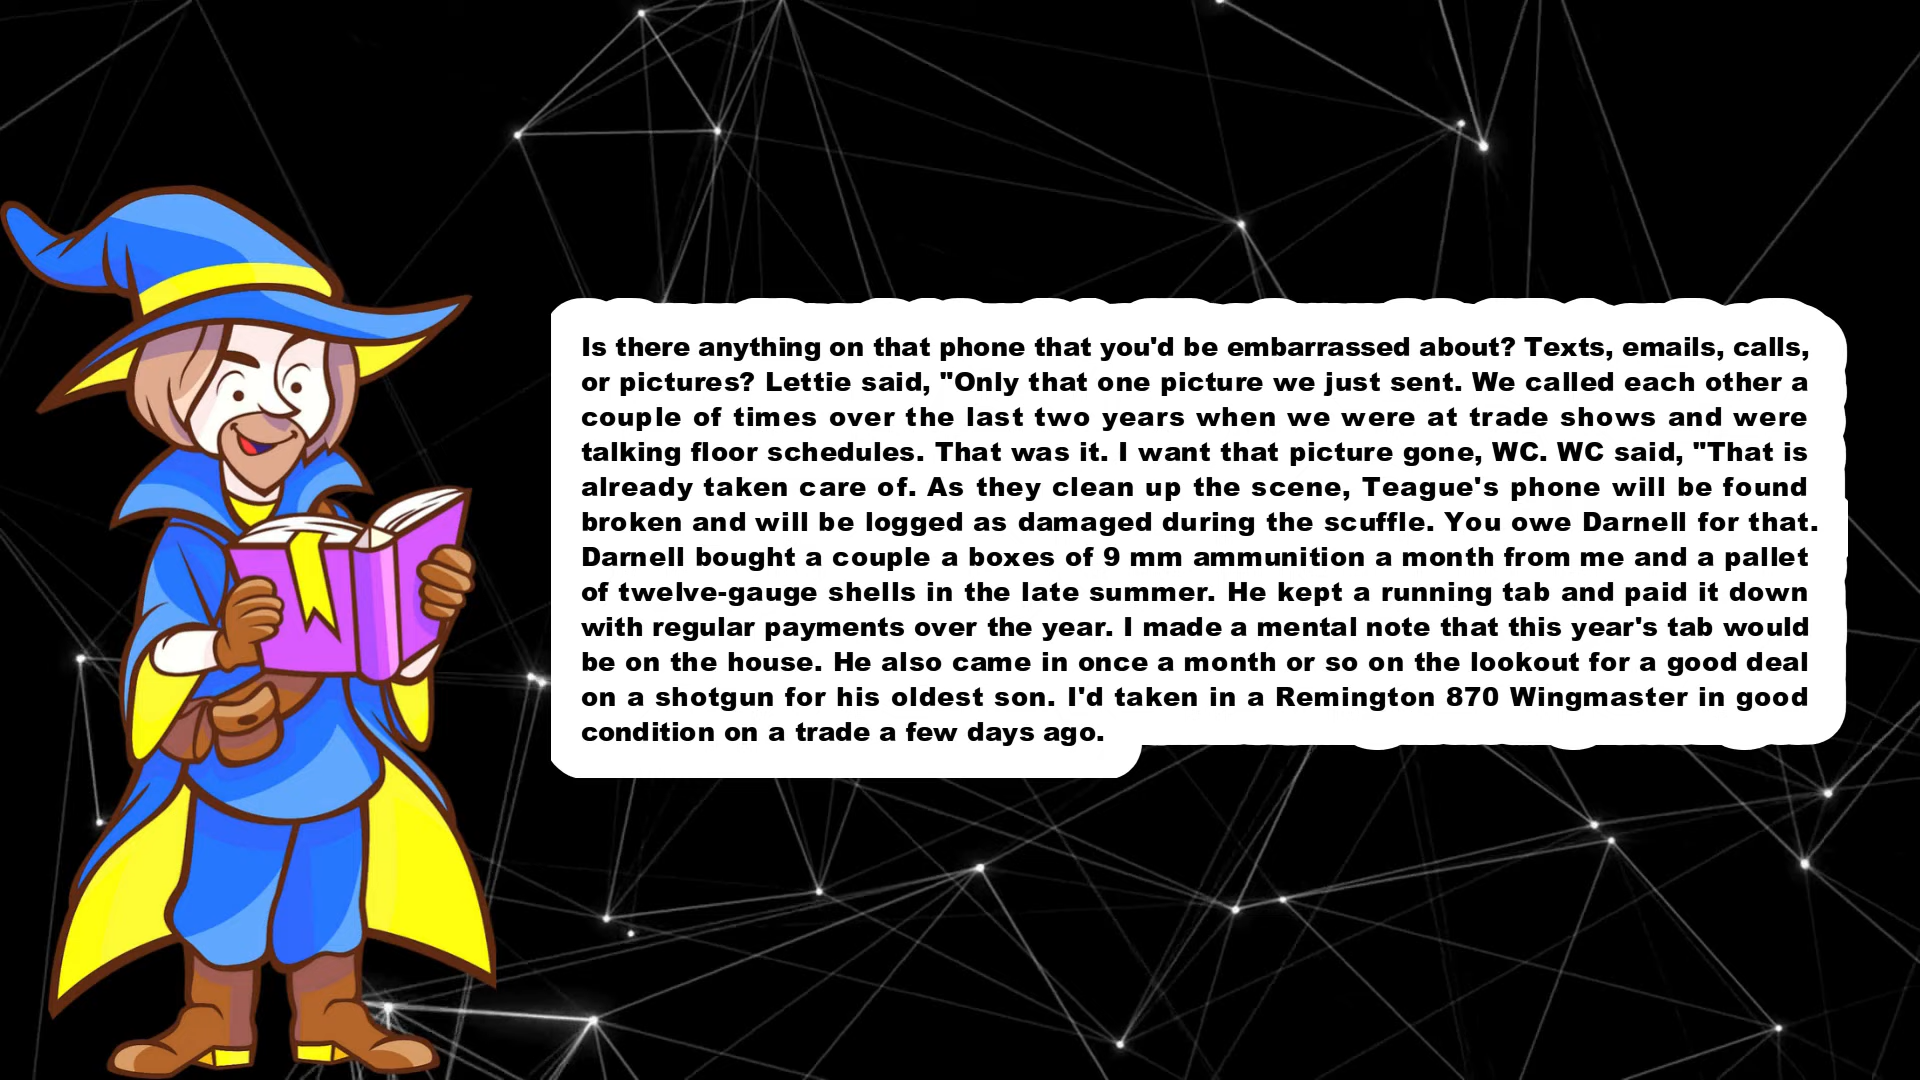 Is there anything on that phone that you'd be embarrassed about? Texts, emails, calls,
or pictures? Lettie said, "Only that one picture we just sent. We called each other a
couple of times over the last two years when we were at trade shows and were
talking floor schedules. That was it. I want that picture gone, WC. WC said, "That is
already taken care of. As they clean up the scene, Teague's phone will be found
broken and will be logged as damaged during the scuffle. You owe Darnell for that.
Darnell bought a couple a boxes of 9 mm ammunition a month from me and a pallet
of twelve-gauge shells in the late summer. He kept a running tab and paid it down
with regular payments over the year. I made a mental note that this year's tab would
be on the house. He also came in once a month or so on the lookout for a good deal
on a shotgun for his oldest son. I'd taken in a Remington 870 Wingmaster in good
condition on a trade a few days ago.